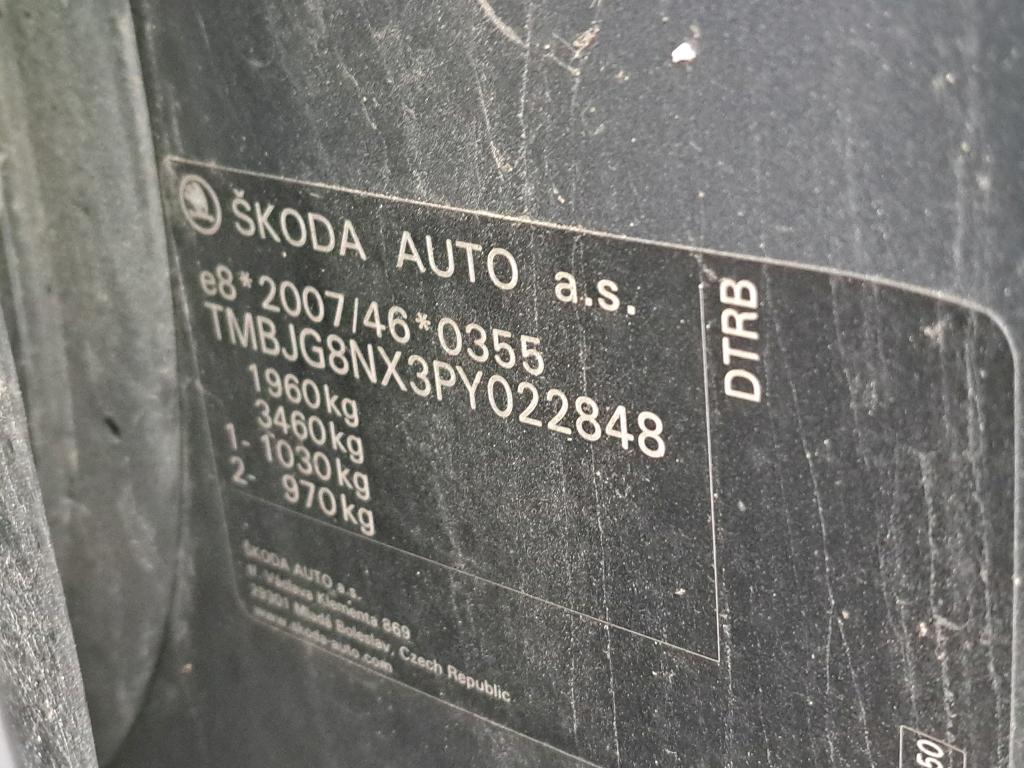 ŠKODA AUTO a.s.
e8*2007/46*0355
TMBJG8NX3PY022848
1960kg
3460kg
1- 1030kg
2- 970kg
DTRB
ŠKODA AUTO a.s.
tř. Václava Klementa 869
29301 Mladá Boleslav, Czech Republic
www.skoda-auto.com
50